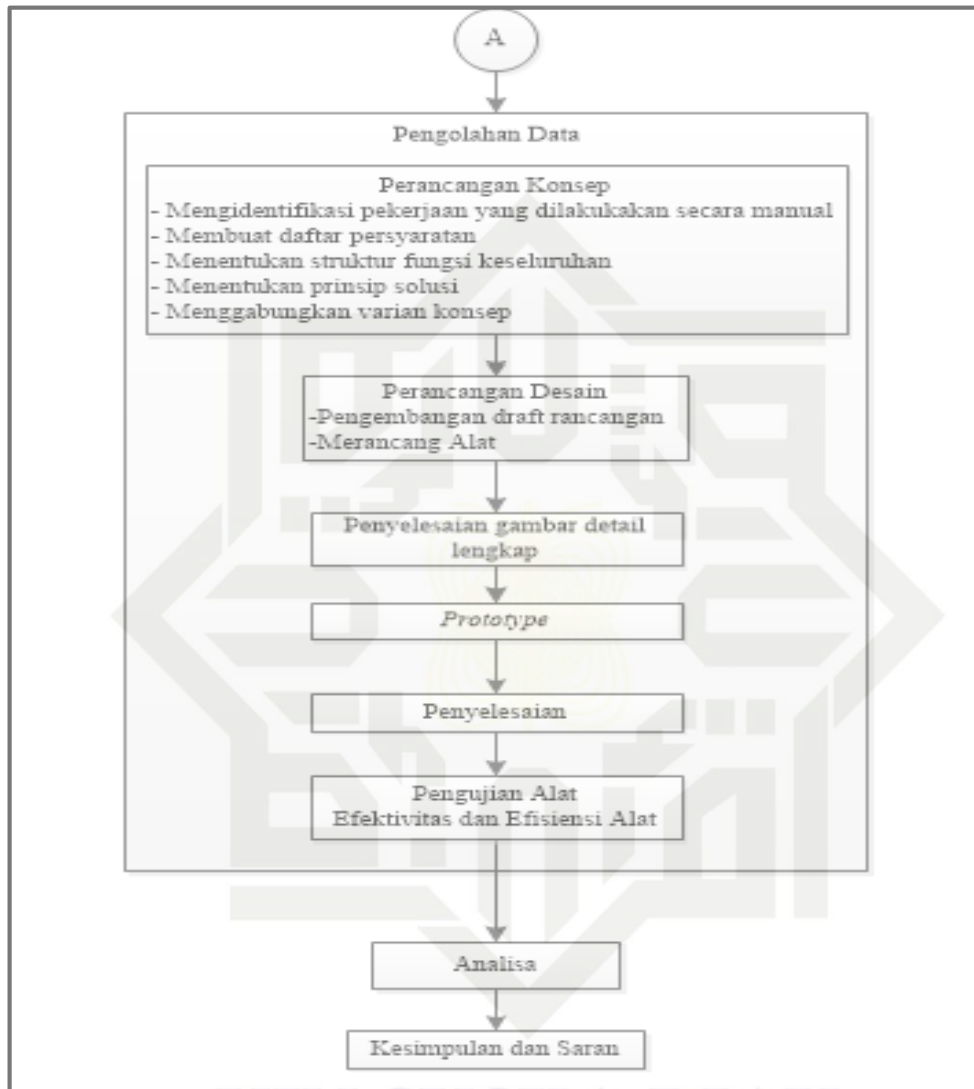 A
Pengolahan Data
Perancangan Konsep
- Mengidentifikasi pekerjaan yang dilakukakan secara manual
- Membuat daftar persyaratan
- Menentukan struktur fungsi keseluruhan
- Menentukan prinsip solusi
- Menggabungkan varian konsep
Perancangan Desain
-Pengembangan draft rancangan
-Merancang Alat
Penyelesaian gambar detail
lengkap
Prototype
Penyelesaian
Pengujian Alat
Efektivitas dan Efisiensi Alat
Analisa
Kesimpulan dan Saran